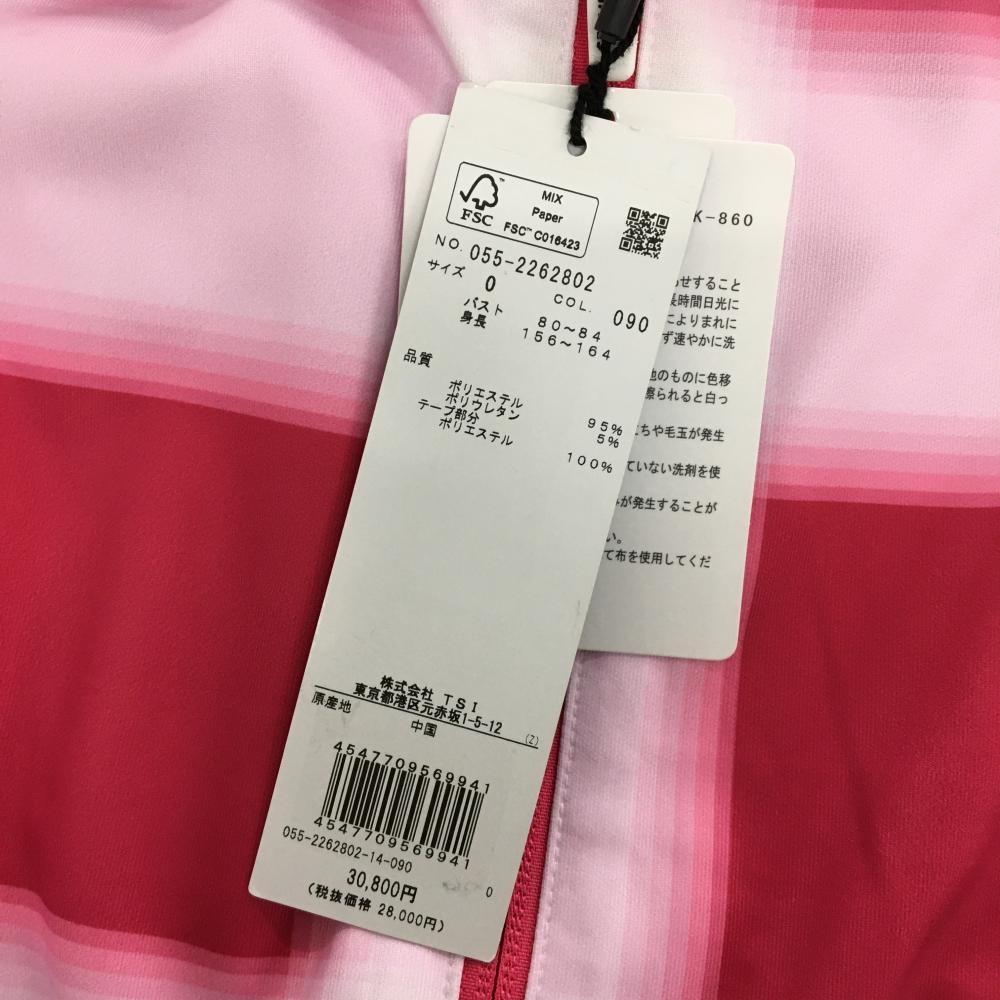 MIX
Paper
FSC™ C016423
FSC
NO. 055-2262802
サイズ 0 COL. 090
バスト 80〜84
身長 156〜164
品質
ポリエステル 95%
ポリウレタン 5%
テープ部分
ポリエステル 100%
株式会社 TSI
東京都港区元赤坂1-5-12
原産地 中国 (Z)
4547709569941
4547709569941
055-2262802-14-090
0
30,800円
(税抜価格 28,000円)
K-860
せすること
長時間日光に
によりまれに
ず速やかに洗
他のものに色移
擦られると白っ
ちや毛玉が発生
ていない洗剤を使
が発生することが
い。
て布を使用してくだ